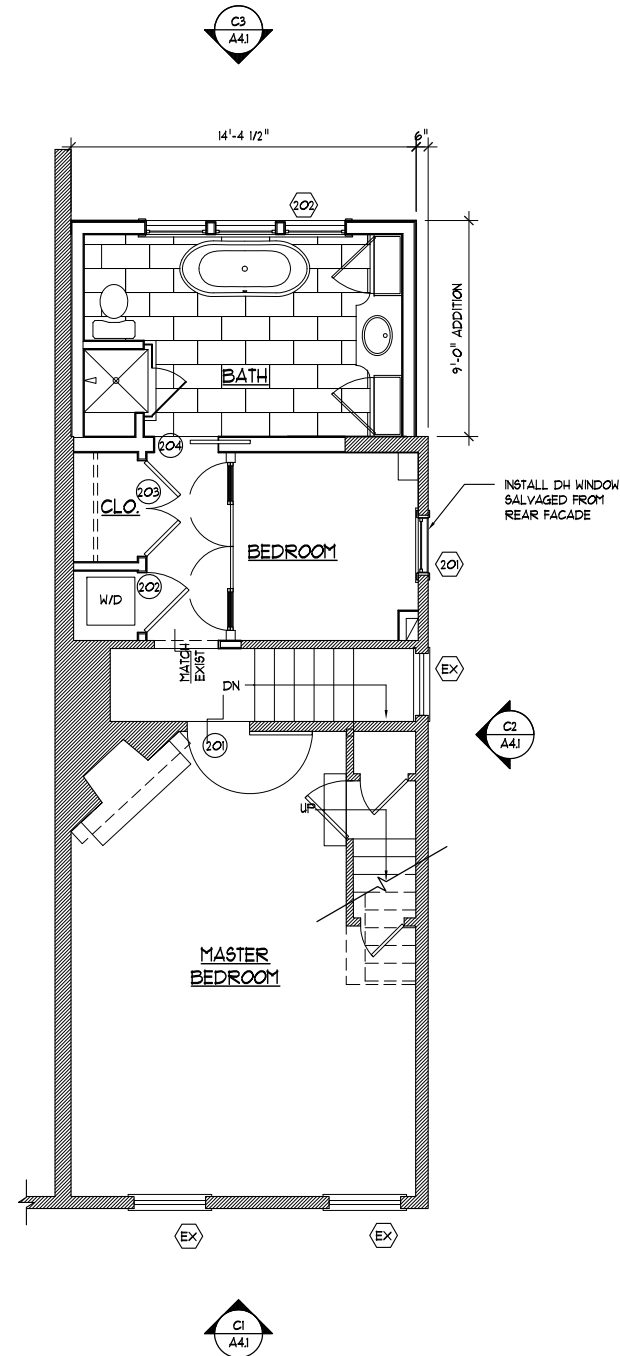 C3
A4.1
14'-4 1/2"
6"
202
9'-0" ADDITION
BATH
204
INSTALL DH WINDOW
SALVAGED FROM
REAR FACADE
203
CLO.
BEDROOM
201
202
W/D
MATCH
EXIST
EX
DN
C2
A4.1
201
UP
MASTER
BEDROOM
EX
EX
C1
A4.1